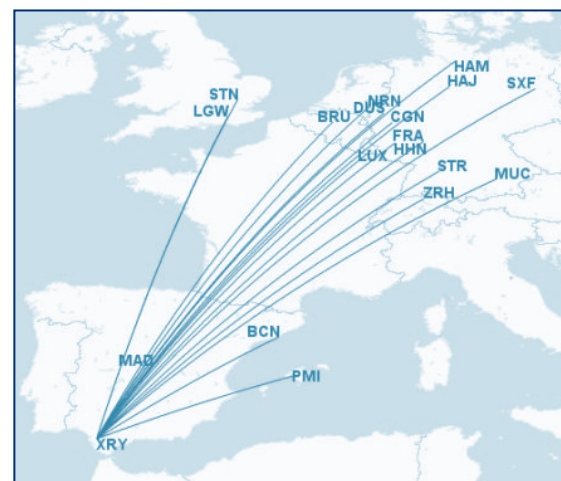 HAM
STN
HAJ
SXF
LGW
NRN
DUS
BRU
CGN
FRA
HHN
LUX
STR
MUC
ZRH
BCN
MAD
PMI
XRY